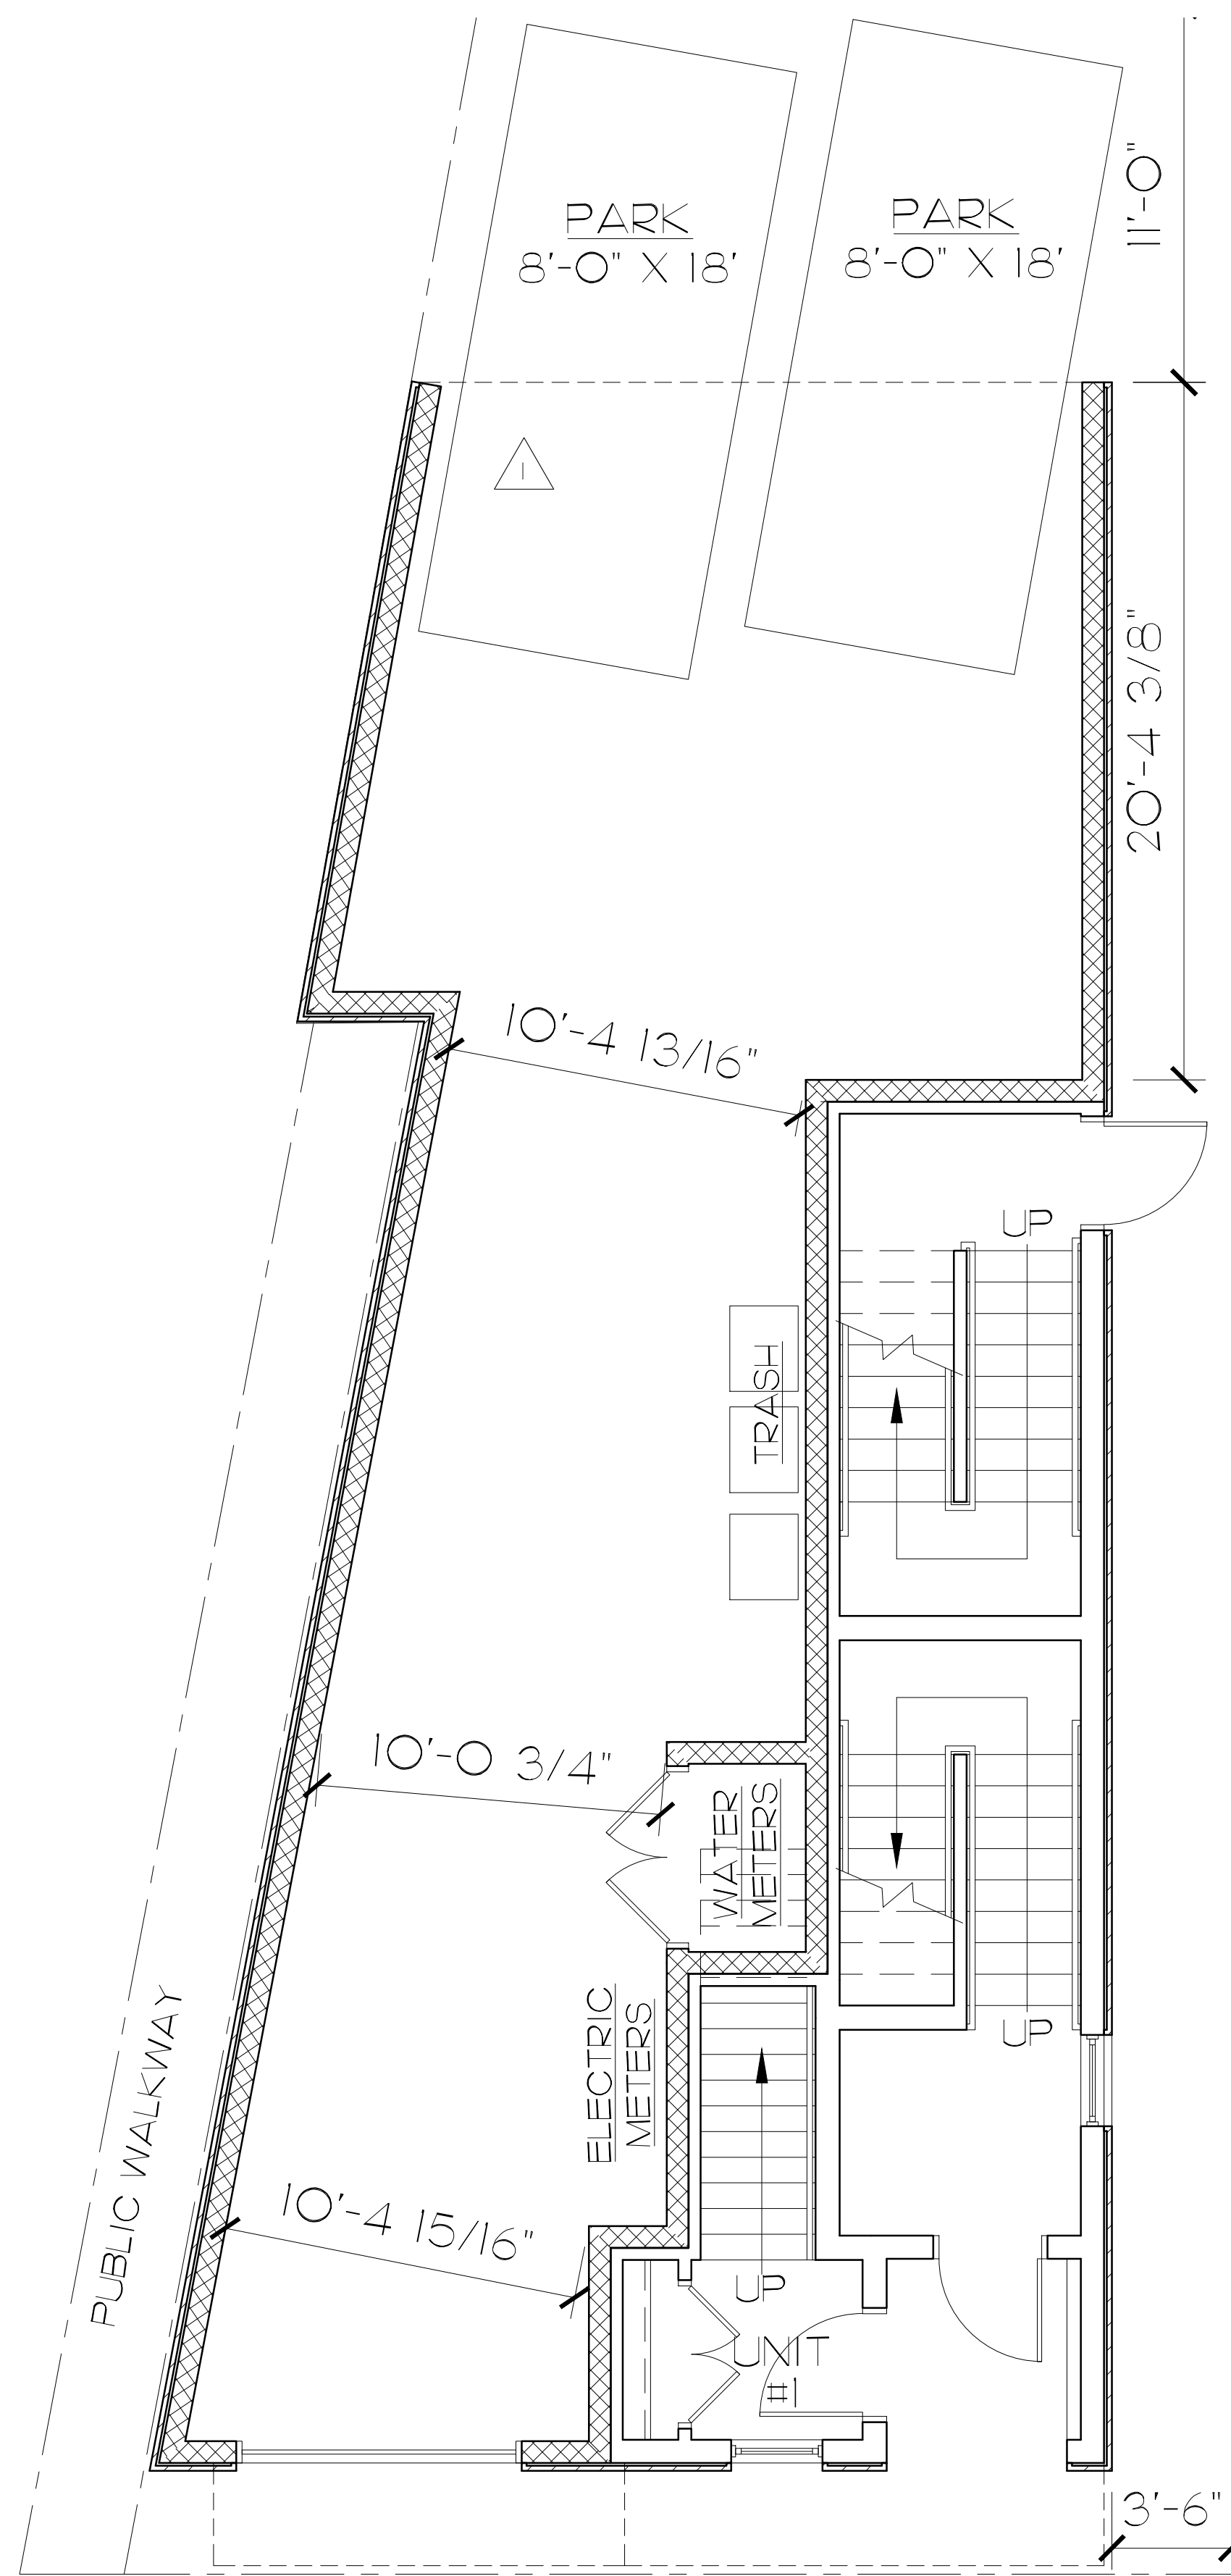 PARK
8'-0" X 18'
PARK
8'-0" X 18'
11'-0"
1
20'-4 3/8"
10'-4 13/16"
UP
TRASH
10'-0 3/4"
WATER
METERS
ELECTRIC
METERS
UP
PUBLIC WALKWAY
10'-4 15/16"
UP
UNIT
#1
3'-6"